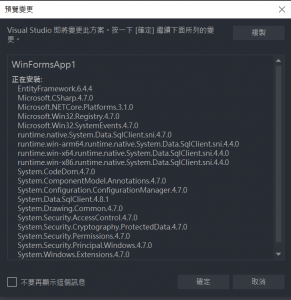 預覽變更
Visual Studio 即將變更此方案。按一下 [確定] 繼續下面所列的變
更。
複製
WinFormsApp1
正在安裝:
EntityFramework.6.4.4
Microsoft.CSharp.4.7.0
Microsoft.NETCore.Platforms.3.1.0
Microsoft.Win32.Registry.4.7.0
Microsoft.Win32.SystemEvents.4.7.0
runtime.native.System.Data.SqlClient.sni.4.7.0
runtime.win-arm64.runtime.native.System.Data.SqlClient.sni.4.4.0
runtime.win-x64.runtime.native.System.Data.SqlClient.sni.4.4.0
runtime.win-x86.runtime.native.System.Data.SqlClient.sni.4.4.0
System.CodeDom.4.7.0
System.ComponentModel.Annotations.4.7.0
System.Configuration.ConfigurationManager.4.7.0
System.Data.SqlClient.4.8.1
System.Drawing.Common.4.7.0
System.Security.AccessControl.4.7.0
System.Security.Cryptography.ProtectedData.4.7.0
System.Security.Permissions.4.7.0
System.Security.Principal.Windows.4.7.0
System.Windows.Extensions.4.7.0
不要再顯示這個訊息
確定
取消